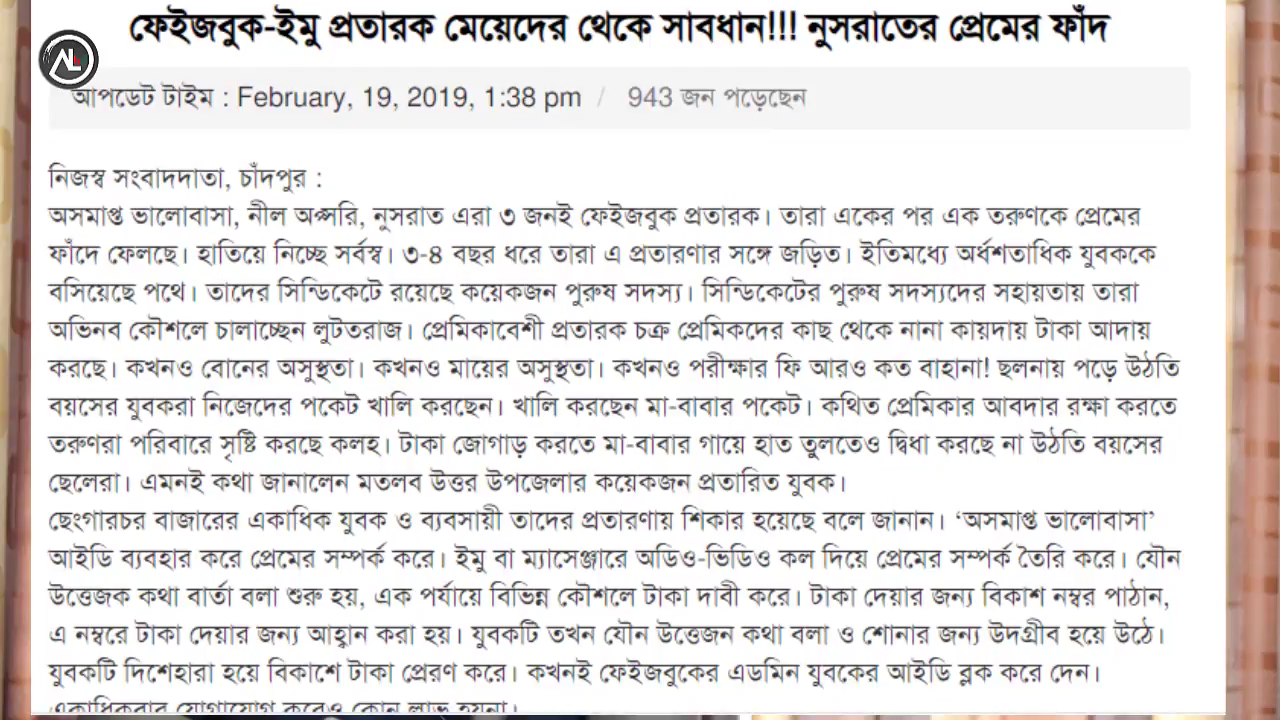 ফেইজবুক-ইমু প্রতারক মেয়েদের থেকে সাবধান!!! নুসরাতের প্রেমের ফাঁদ
AL
আপডেট টাইম : February, 19, 2019, 1:38 pm / 943 জন পড়েছেন
নিজস্ব সংবাদদাতা, চাঁদপুর :
অসমাপ্ত ভালোবাসা, নীল অপ্সরি, নুসরাত এরা ৩ জনই ফেইজবুক প্রতারক। তারা একের পর এক তরুণকে প্রেমের
ফাঁদে ফেলছে। হাতিয়ে নিচ্ছে সর্বস্ব। ৩-৪ বছর ধরে তারা এ প্রতারণার সঙ্গে জড়িত। ইতিমধ্যে অর্ধশতাধিক যুবককে
বসিয়েছে পথে। তাদের সিন্ডিকেটে রয়েছে কয়েকজন পুরুষ সদস্য। সিন্ডিকেটের পুরুষ সদস্যদের সহায়তায় তারা
অভিনব কৌশলে চালাচ্ছেন লুটতরাজ। প্রেমিকাবেশী প্রতারক চক্র প্রেমিকদের কাছ থেকে নানা কায়দায় টাকা আদায়
করছে। কখনও বোনের অসুস্থতা। কখনও মায়ের অসুস্থতা। কখনও পরীক্ষার ফি আরও কত বাহানা! ছলনায় পড়ে উঠতি
বয়সের যুবকরা নিজেদের পকেট খালি করছেন। খালি করছেন মা-বাবার পকেট। কথিত প্রেমিকার আবদার রক্ষা করতে
তরুণরা পরিবারে সৃষ্টি করছে কলহ। টাকা জোগাড় করতে মা-বাবার গায়ে হাত তুলতেও দ্বিধা করছে না উঠতি বয়সের
ছেলেরা। এমনই কথা জানালেন মতলব উত্তর উপজেলার কয়েকজন প্রতারিত যুবক।
ছেংগারচর বাজারের একাধিক যুবক ও ব্যবসায়ী তাদের প্রতারণায় শিকার হয়েছে বলে জানান। ‘অসমাপ্ত ভালোবাসা’
আইডি ব্যবহার করে প্রেমের সম্পর্ক করে। ইমু বা ম্যাসেঞ্জারে অডিও-ভিডিও কল দিয়ে প্রেমের সম্পর্ক তৈরি করে। যৌন
উত্তেজক কথা বার্তা বলা শুরু হয়, এক পর্যায়ে বিভিন্ন কৌশলে টাকা দাবী করে। টাকা দেয়ার জন্য বিকাশ নম্বর পাঠান,
এ নম্বরে টাকা দেয়ার জন্য আহ্বান করা হয়। যুবকটি তখন যৌন উত্তেজন কথা বলা ও শোনার জন্য উদগ্রীব হয়ে উঠে।
যুবকটি দিশেহারা হয়ে বিকাশে টাকা প্রেরণ করে। কখনই ফেইজবুকের এডমিন যুবকের আইডি ব্লক করে দেন।
একাধিকবার যোগাযোগ করেও কোন লাভ হয়না।